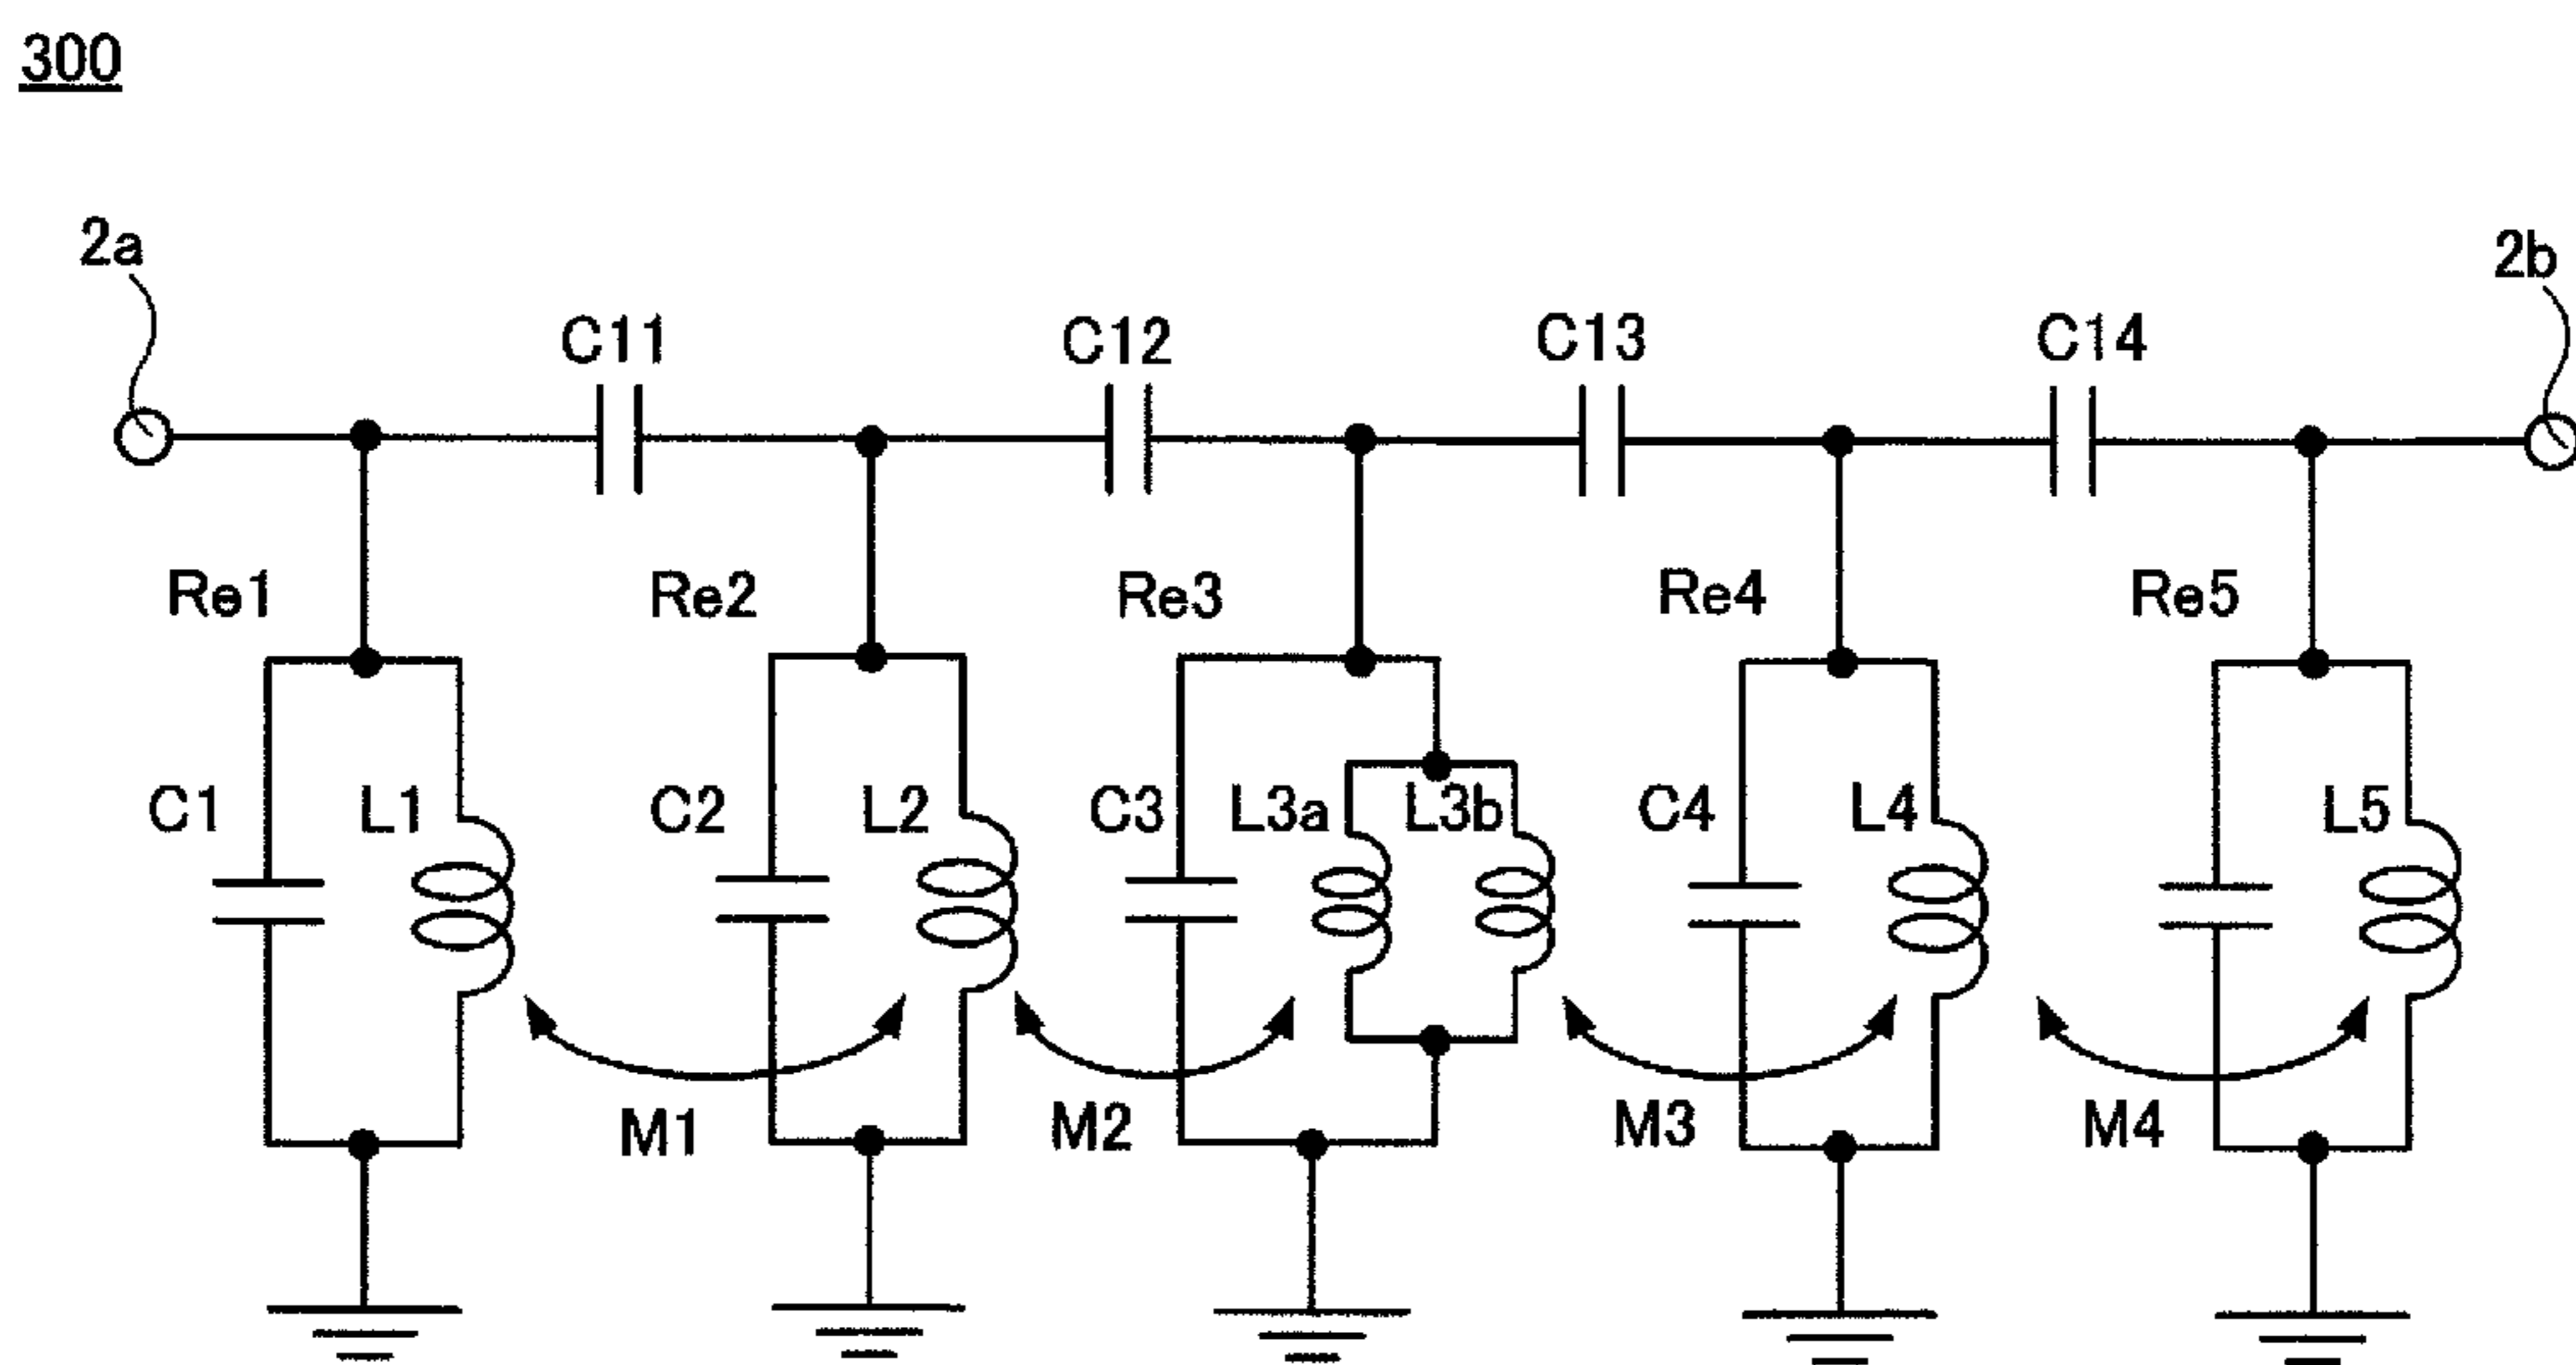 300
2a 2b
C11 C12 C13 C14
Re1 Re2 Re3 Re4 Re5
C1 L1 C2 L2 C3 L3a L3b C4 L4 L5
M1 M2 M3 M4